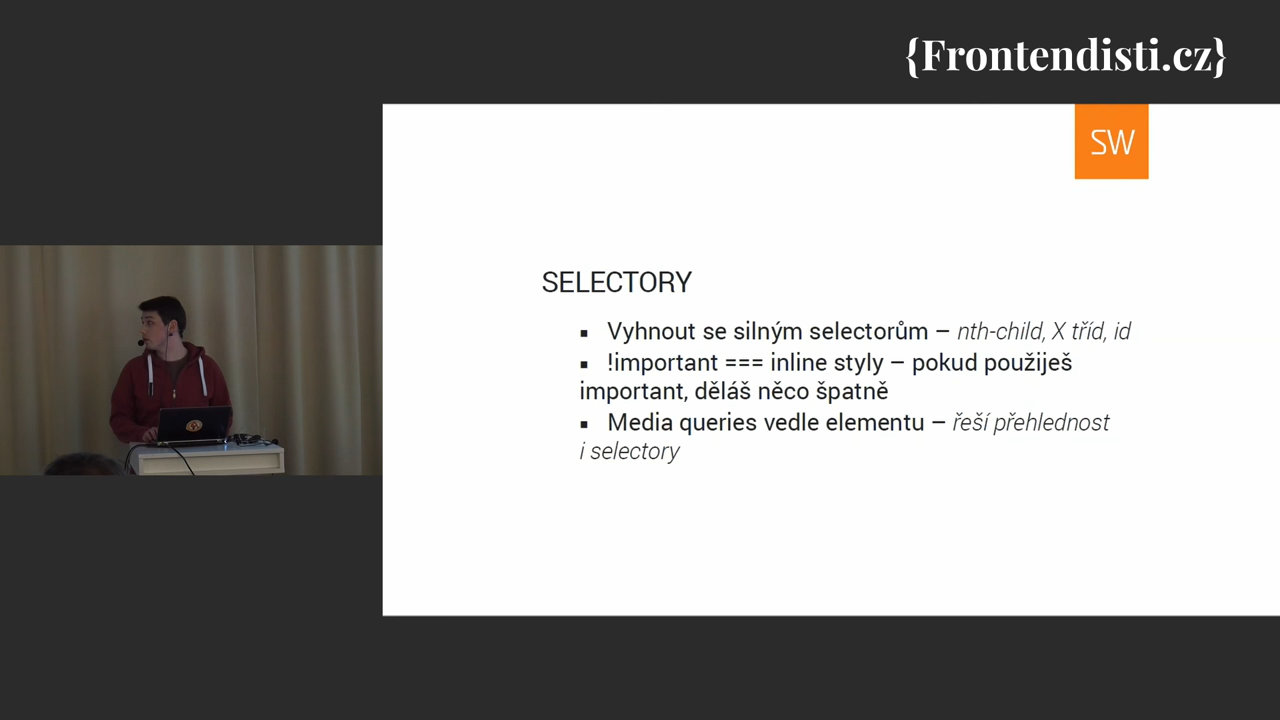 {Frontendisti.cz}
SW
SELECTORY
▪ Vyhnout se silným selectorům – nth-child, X tříd, id
▪ !important === inline styly – pokud použiješ
important, děláš něco špatně
▪ Media queries vedle elementu – řeší přehlednost
i selectory